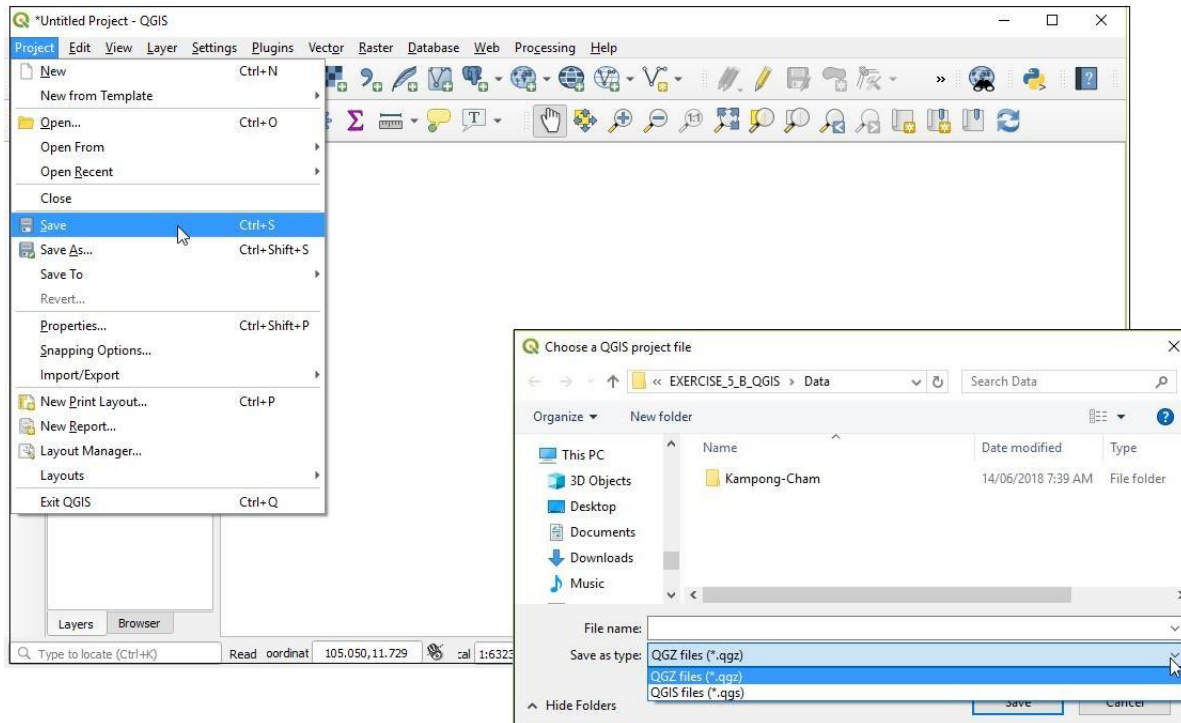 *Untitled Project - QGIS
Project Edit View Layer Settings Plugins Vector Raster Database Web Processing Help
New Ctrl+N
New from Template
Open... Ctrl+O
Open From
Open Recent
Close
Save Ctrl+S
Save As... Ctrl+Shift+S
Save To
Revert...
Properties... Ctrl+Shift+P
Snapping Options...
Import/Export
New Print Layout... Ctrl+P
New Report...
Layout Manager...
Layouts
Exit QGIS Ctrl+Q
Layers Browser
Type to locate (Ctrl+K) Read oordinat 105.050,11.729 :al 1:6323
Choose a QGIS project file
« EXERCISE_5_B_QGIS > Data Search Data
Organize New folder
This PC
3D Objects
Desktop
Documents
Downloads
Music
Name Date modified Type
Kampong-Cham 14/06/2018 7:39 AM File folder
File name:
Save as type: QGZ files (*.qgz)
QGZ files (*.qgz)
QGIS files (*.qgs)
Hide Folders Save Cancel